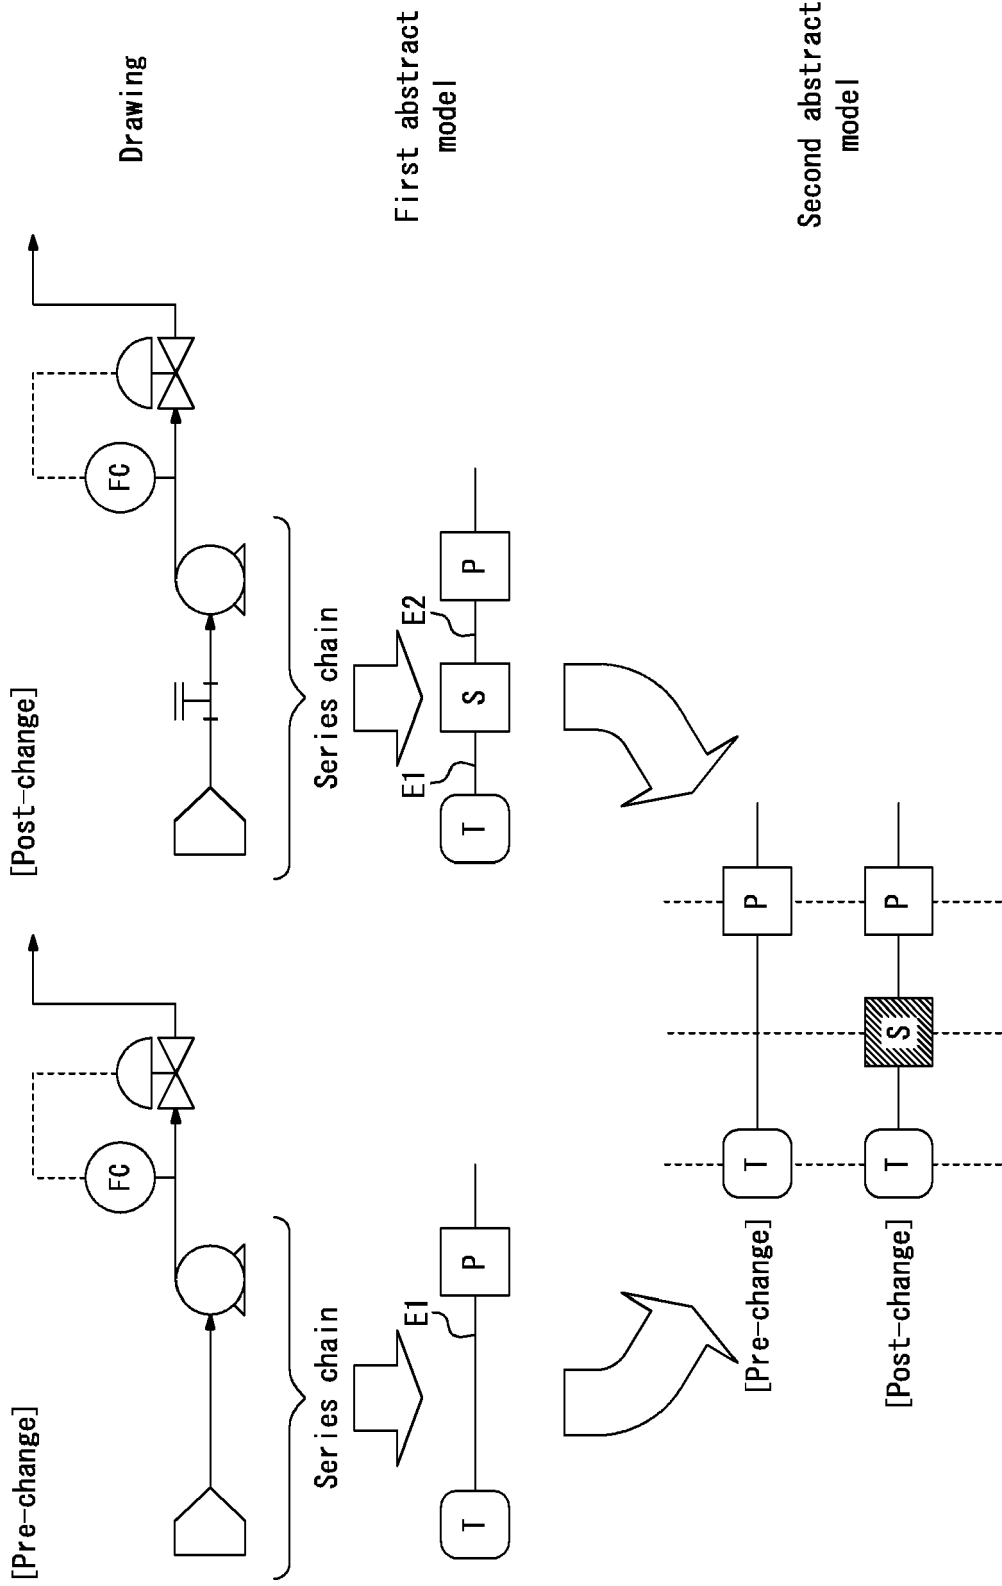 [Pre-change]
[Post-change]
Drawing
FC
FC
Series chain
Series chain
First abstract
model
T
E1
P
T
E1
S
E2
P
Second abstract
model
[Pre-change]
T
P
[Post-change]
T
S
P